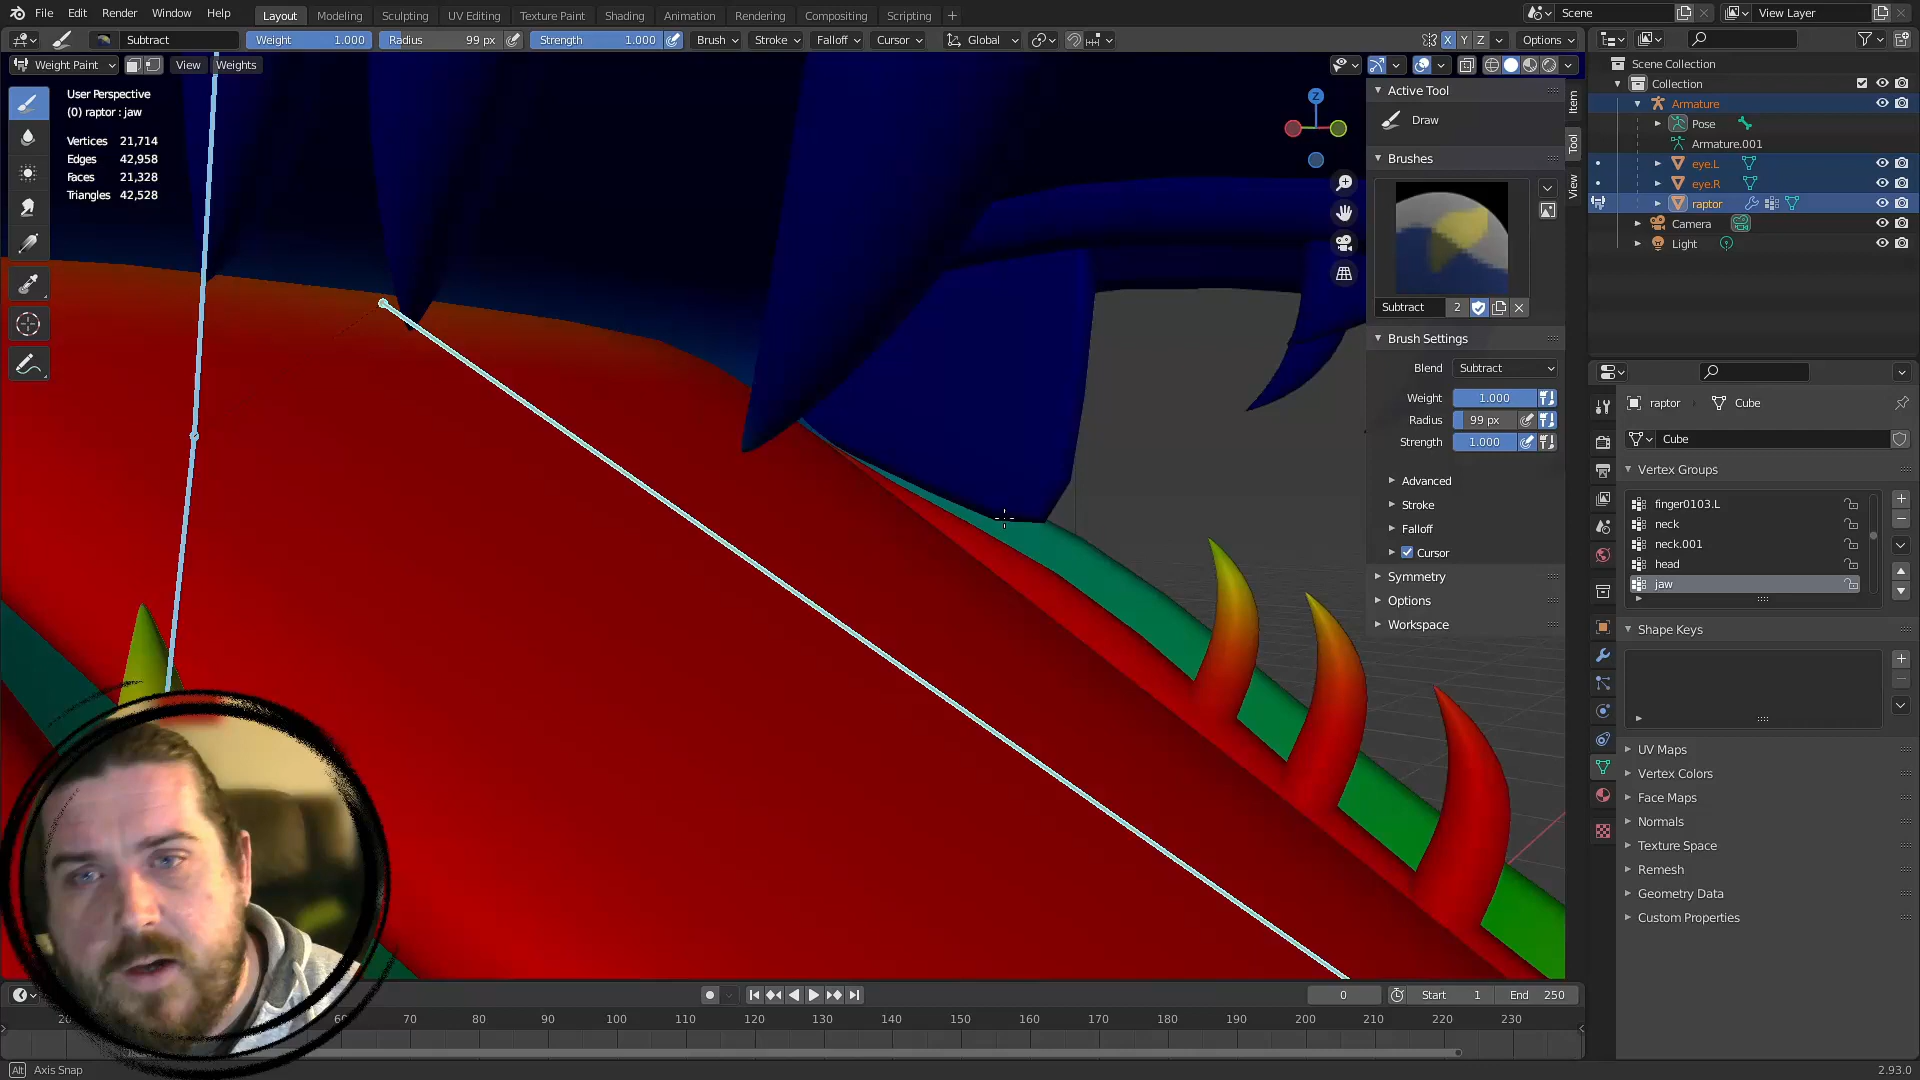 File Edit Render Window Help Layout Modeling Sculpting UV Editing Texture Paint Shading Animation Rendering Compositing Scripting + Scene View Layer
Subtract Weight 1.000 Radius 99 px Strength 1.000 Brush Stroke Falloff Cursor Global X Y Z Options
Weight Paint View Weights
User Perspective
(0) raptor : jaw
Vertices 21,714
Edges 42,958
Faces 21,328
Triangles 42,528
Z
Active Tool
Draw
Brushes
Subtract 2
Brush Settings
Blend Subtract
Weight 1.000
Radius 99 px
Strength 1.000
Advanced
Stroke
Falloff
Cursor
Symmetry
Options
Workspace
Item
Tool
View
Scene Collection
Collection
Armature
Pose
Armature.001
eye.L
eye.R
raptor
Camera
Light
raptor Cube
Cube
Vertex Groups
finger0103.L
neck
neck.001
head
jaw
Shape Keys
UV Maps
Vertex Colors
Face Maps
Normals
Texture Space
Remesh
Geometry Data
Custom Properties
0 Start 1 End 250
20 60 70 80 90 100 110 120 130 140 150 160 170 180 190 200 210 220 230
Alt Axis Snap 2.93.0